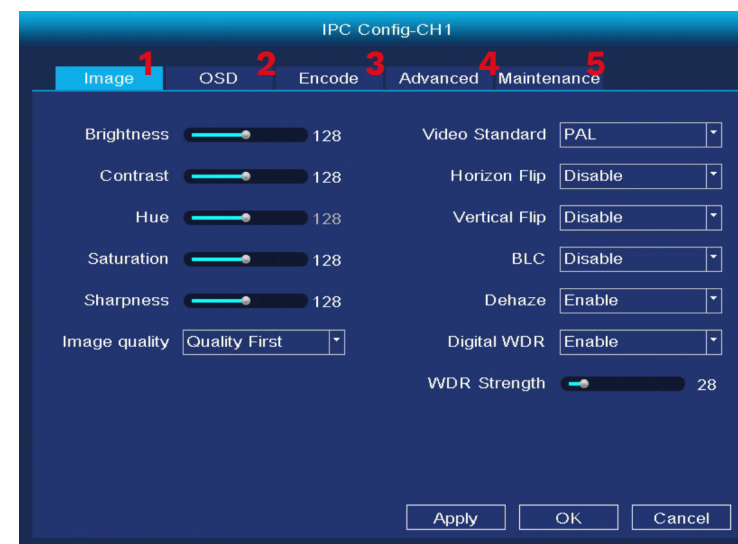 IPC Config-CH1
1 2 3 4 5
Image OSD Encode Advanced Maintenance
Brightness 128 Video Standard PAL
Contrast 128 Horizon Flip Disable
Hue 128 Vertical Flip Disable
Saturation 128 BLC Disable
Sharpness 128 Dehaze Enable
Image quality Quality First Digital WDR Enable
WDR Strength 28
Apply OK Cancel